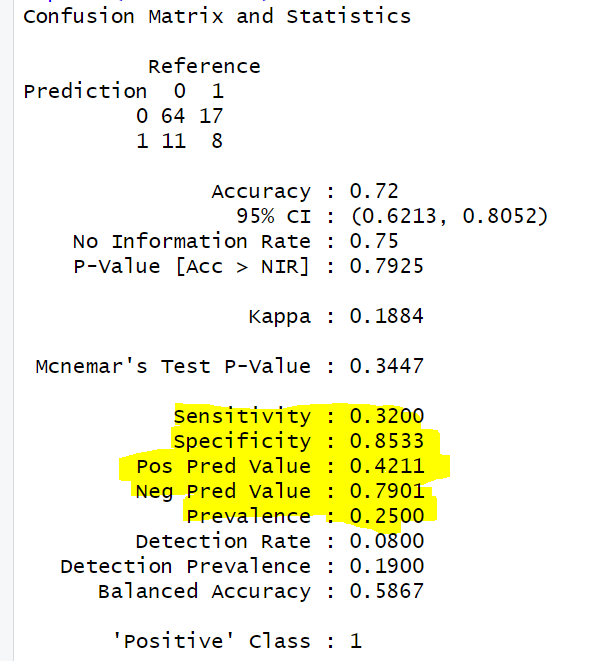 Confusion Matrix and Statistics
Reference
Prediction 0 1
0 64 17
1 11 8
Accuracy : 0.72
95% CI : (0.6213, 0.8052)
No Information Rate : 0.75
P-Value [Acc > NIR] : 0.7925
Kappa : 0.1884
Mcnemar's Test P-Value : 0.3447
Sensitivity : 0.3200
Specificity : 0.8533
Pos Pred Value : 0.4211
Neg Pred Value : 0.7901
Prevalence : 0.2500
Detection Rate : 0.0800
Detection Prevalence : 0.1900
Balanced Accuracy : 0.5867
'Positive' Class : 1